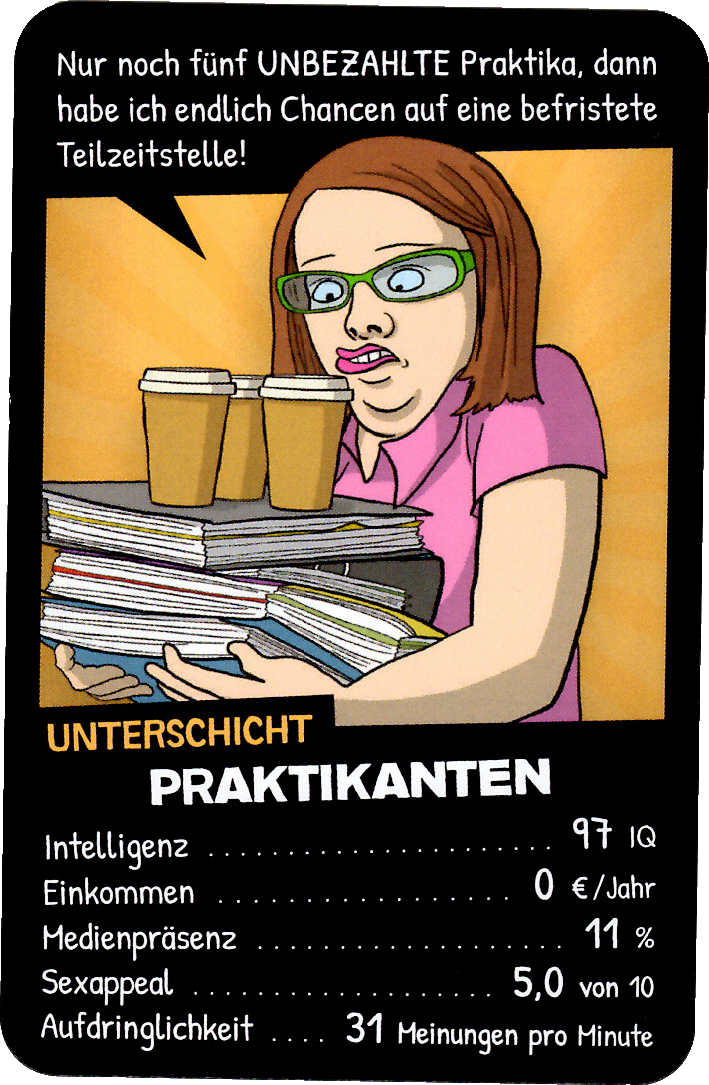 Nur noch fünf UNBEZAHLTE Praktika, dann
habe ich endlich Chancen auf eine befristete
Teilzeitstelle!
UNTERSCHICHT
PRAKTIKANTEN
Intelligenz ...................... 97 IQ
Einkommen .................. 0 €/Jahr
Medienpräsenz ................... 11 %
Sexappeal ................... 5,0 von 10
Aufdringlichkeit .... 31 Meinungen pro Minute